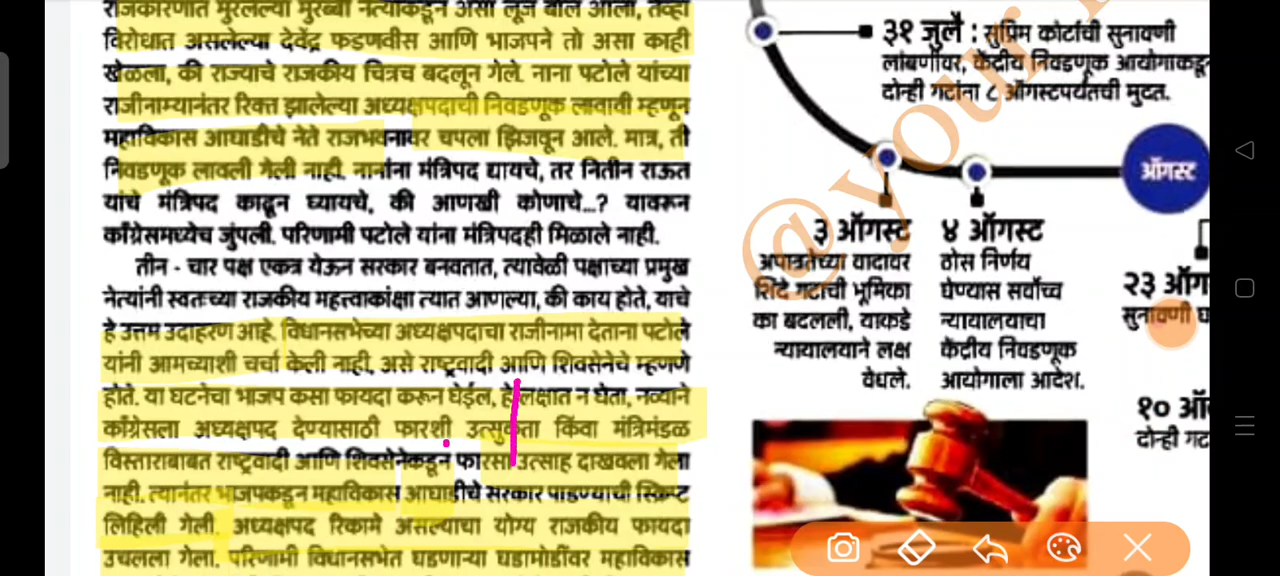 राजकारणात मुरलेल्या मुरब्बी नेत्याकडून असा लूज बॉल आला, तेव्हा
विरोधात असलेल्या देवेंद्र फडणवीस आणि भाजपने तो असा काही
खेळला, की राज्याचे राजकीय चित्रच बदलून गेले. नाना पटोले यांच्या
राजीनाम्यानंतर रिक्त झालेल्या अध्यक्षपदाची निवडणूक लावावी म्हणून
महाविकास आघाडीचे नेते राजभवनावर चपला झिजवून आले. मात्र, ती
निवडणूक लावली गेली नाही. नानांना मंत्रिपद द्यायचे, तर नितीन राऊत
यांचे मंत्रिपद काढून घ्यायचे, की आणखी कोणाचे...? यावरून
काँग्रेसमध्येच जुंपली. परिणामी पटोले यांना मंत्रिपदही मिळाले नाही.
तीन - चार पक्ष एकत्र येऊन सरकार बनवतात, त्यावेळी पक्षाच्या प्रमुख
नेत्यांनी स्वतःच्या राजकीय महत्त्वाकांक्षा त्यात आणल्या, की काय होते, याचे
हे उत्तम उदाहरण आहे. विधानसभेच्या अध्यक्षपदाचा राजीनामा देताना पटोले
यांनी आमच्याशी चर्चा केली नाही, असे राष्ट्रवादी आणि शिवसेनेचे म्हणणे
होते. या घटनेचा भाजप कसा फायदा करून घेईल, हे लक्षात न घेता, नव्याने
काँग्रेसला अध्यक्षपद देण्यासाठी फारशी उत्सुकता किंवा मंत्रिमंडळ
विस्ताराबाबत राष्ट्रवादी आणि शिवसेनेकडून फारसा उत्साह दाखवला गेला
नाही. त्यानंतर भाजपकडून महाविकास आघाडीचे सरकार पाडण्याची स्क्रिप्ट
लिहिली गेली. अध्यक्षपद रिकामे असल्याचा योग्य राजकीय फायदा
उचलला गेला. परिणामी विधानसभेत घडणाऱ्या घडामोडींवर महाविकास
३१ जुलै : सुप्रिम कोर्टाची सुनावणी
लांबणीवर, केंद्रीय निवडणूक आयोगाकडून
दोन्ही गटांना ८ ऑगस्टपर्यंतची मुदत.
ऑगस्ट
३ ऑगस्ट
अपात्रतेच्या वादावर
शिंदे गटाची भूमिका
का बदलली, याकडे
न्यायालयाने लक्ष
वेधले.
४ ऑगस्ट
ठोस निर्णय
घेण्यास सर्वोच्च
न्यायालयाचा
केंद्रीय निवडणूक
आयोगाला आदेश.
२३ ऑग
सुनावणी
१० ऑ
दोन्ही गट
@your